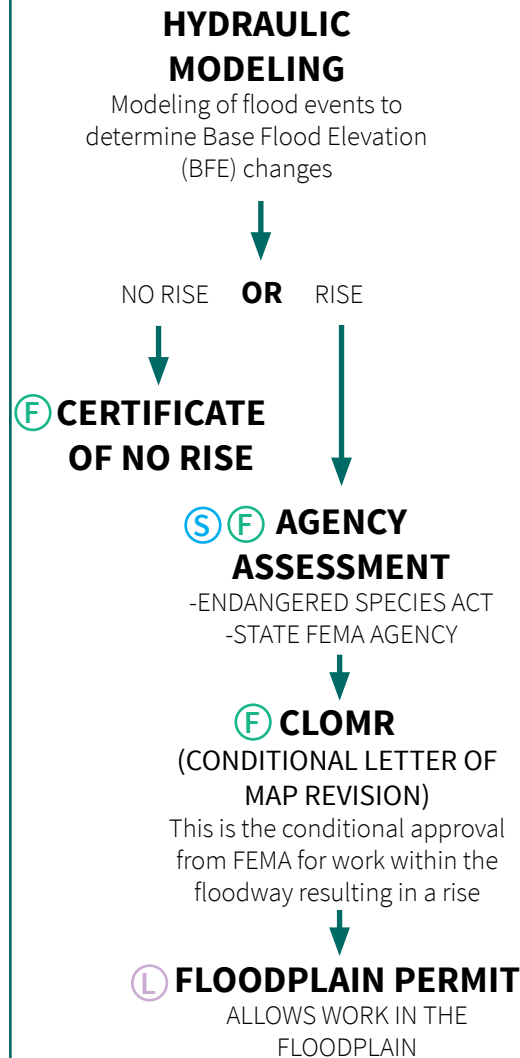 HYDRAULIC
MODELING
Modeling of flood events to
determine Base Flood Elevation
(BFE) changes
NO RISE OR RISE
F CERTIFICATE
OF NO RISE
S F AGENCY
ASSESSMENT
-ENDANGERED SPECIES ACT
-STATE FEMA AGENCY
F CLOMR
(CONDITIONAL LETTER OF
MAP REVISION)
This is the conditional approval
from FEMA for work within the
floodway resulting in a rise
L FLOODPLAIN PERMIT
ALLOWS WORK IN THE
FLOODPLAIN